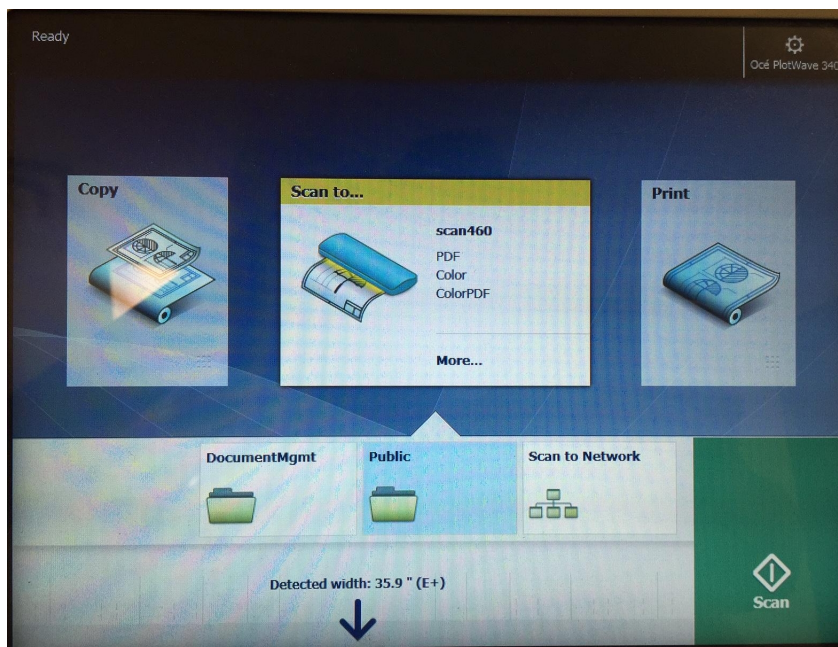 Ready
Océ PlotWave 340
Copy
Scan to...
Print
scan460
PDF
Color
ColorPDF
More...
DocumentMgmt
Public
Scan to Network
Detected width: 35.9 " (E+)
Scan